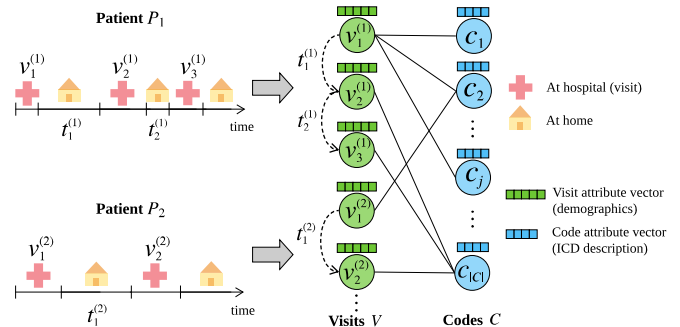 Patient P₁
v₁⁽¹⁾ v₂⁽¹⁾ v₃⁽¹⁾
t₁⁽¹⁾ t₂⁽¹⁾ time
Patient P₂
v₁⁽²⁾ v₂⁽²⁾
t₁⁽²⁾ time
v₁⁽¹⁾ c₁
t₁⁽¹⁾
v₂⁽¹⁾ c₂
t₂⁽¹⁾
v₃⁽¹⁾ ⋮
cⱼ
v₁⁽²⁾ ⋮
t₁⁽²⁾
v₂⁽²⁾ c|C|
⋮
Visits V Codes C
At hospital (visit)
At home
Visit attribute vector
(demographics)
Code attribute vector
(ICD description)